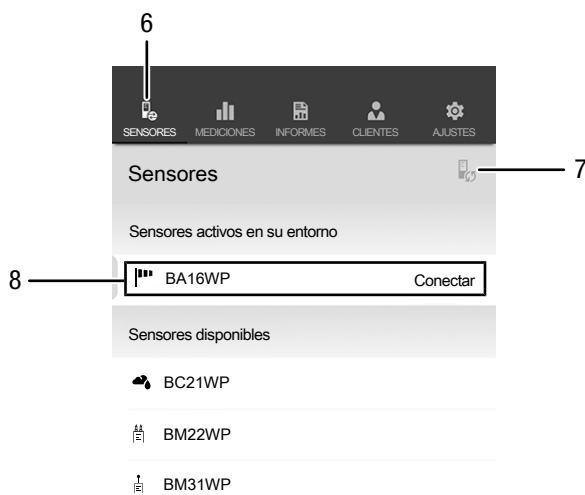 6
SENSORES MEDICIONES INFORMES CLIENTES AJUSTES
Sensores
7
Sensores activos en su entorno
8
BA16WP Conectar
Sensores disponibles
BC21WP
BM22WP
BM31WP